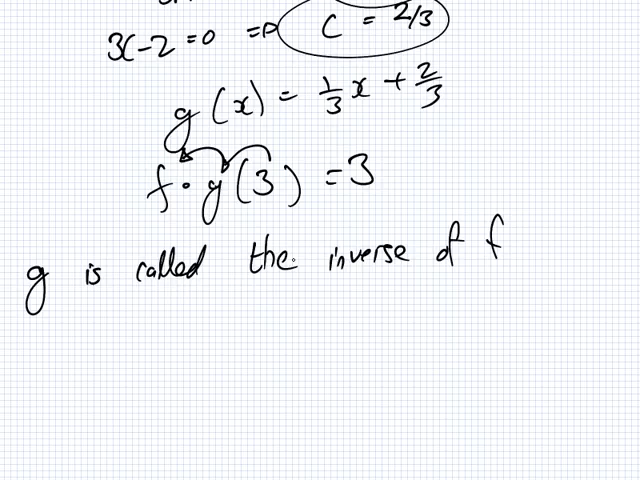 3C-2=0 ⇒ C = 2/3
g(x) = 1/3 x + 2/3
f∘g(3) = 3
g is called the inverse of f